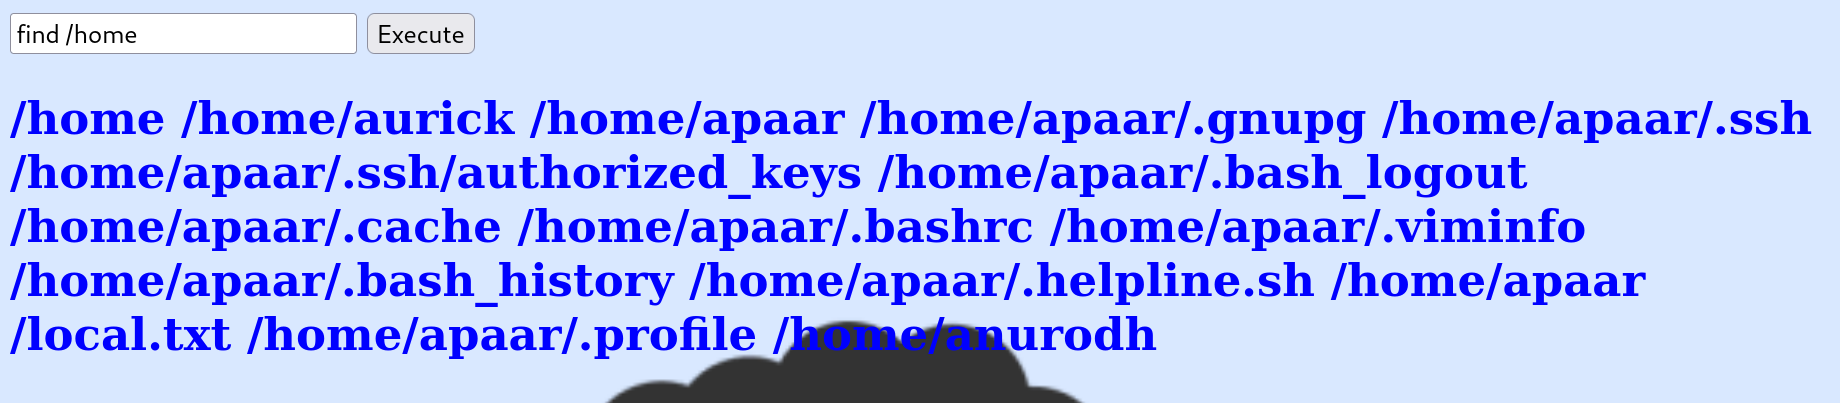 find /home Execute
/home /home/aurick /home/apaar /home/apaar/.gnupg /home/apaar/.ssh
/home/apaar/.ssh/authorized_keys /home/apaar/.bash_logout
/home/apaar/.cache /home/apaar/.bashrc /home/apaar/.viminfo
/home/apaar/.bash_history /home/apaar/.helpline.sh /home/apaar
/local.txt /home/apaar/.profile /home/anurodh